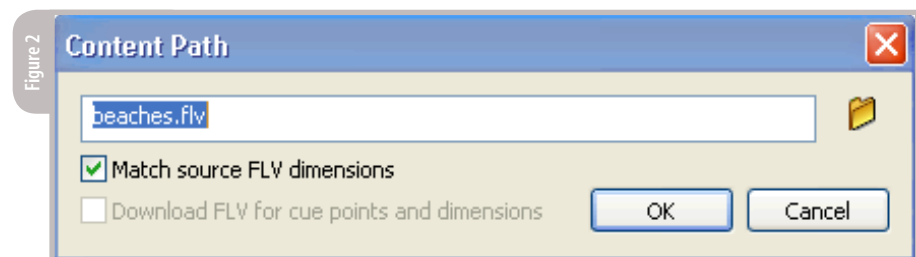 Figure 2
Content Path
beaches.flv
Match source FLV dimensions
Download FLV for cue points and dimensions
OK
Cancel